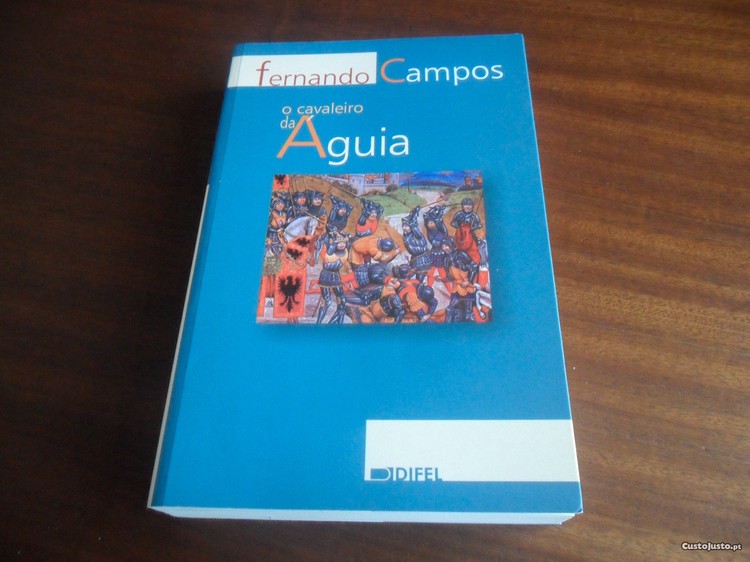 fernando Campos
o cavaleiro
da
Águia
DIFEL
CustoJusto.pt